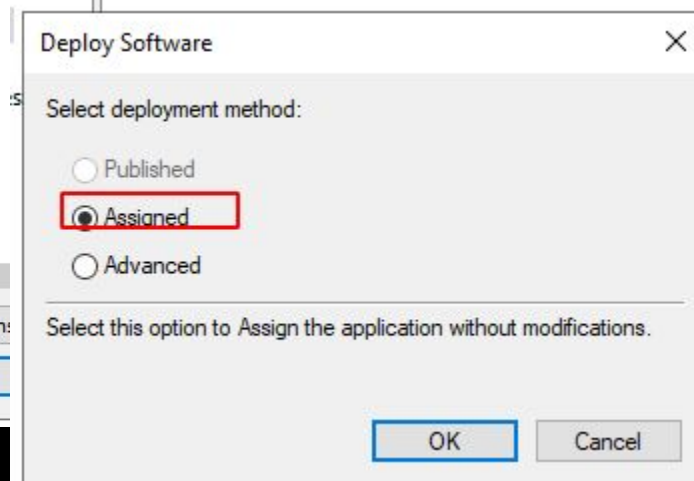 Deploy Software
Select deployment method:
Published
Assigned
Advanced
Select this option to Assign the application without modifications.
OK
Cancel